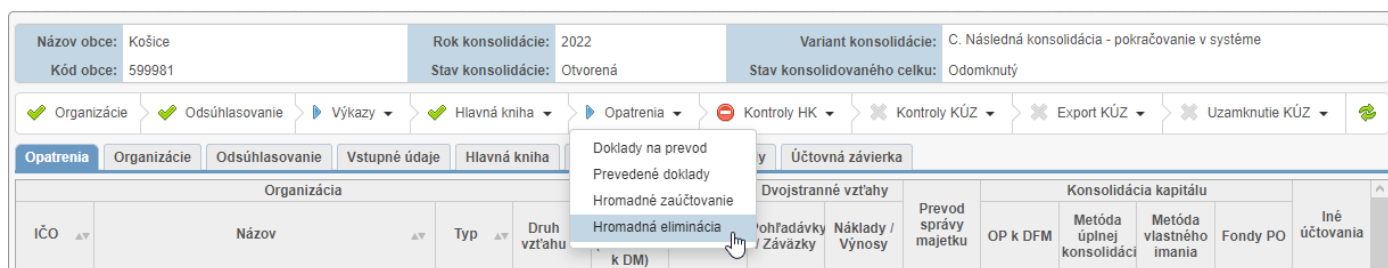 Názov obce: Košice Rok konsolidácie: 2022 Variant konsolidácie: C. Následná konsolidácia - pokračovanie v systéme
Kód obce: 599981 Stav konsolidácie: Otvorená Stav konsolidovaného celku: Odomknutý
Organizácie Odsúhlasovanie Výkazy Hlavná kniha Opatrenia Kontroly HK Kontroly KÚZ Export KÚZ Uzamknutie KÚZ
Opatrenia Organizácie Odsúhlasovanie Vstupné údaje Hlavná kniha Účtovná závierka
Doklady na prevod
Prevedené doklady
Hromadné zaúčtovanie
Hromadná eliminácia
Organizácia Dvojstranné vzťahy Prevod správy majetku Konsolidácia kapitálu Iné účtovania
IČO Názov Typ Druh vzťahu
k DM)
Pohľadávky / Záväzky
Náklady / Výnosy
OP k DFM
Metóda úplnej konsolidáci
Metóda vlastného imania
Fondy PO